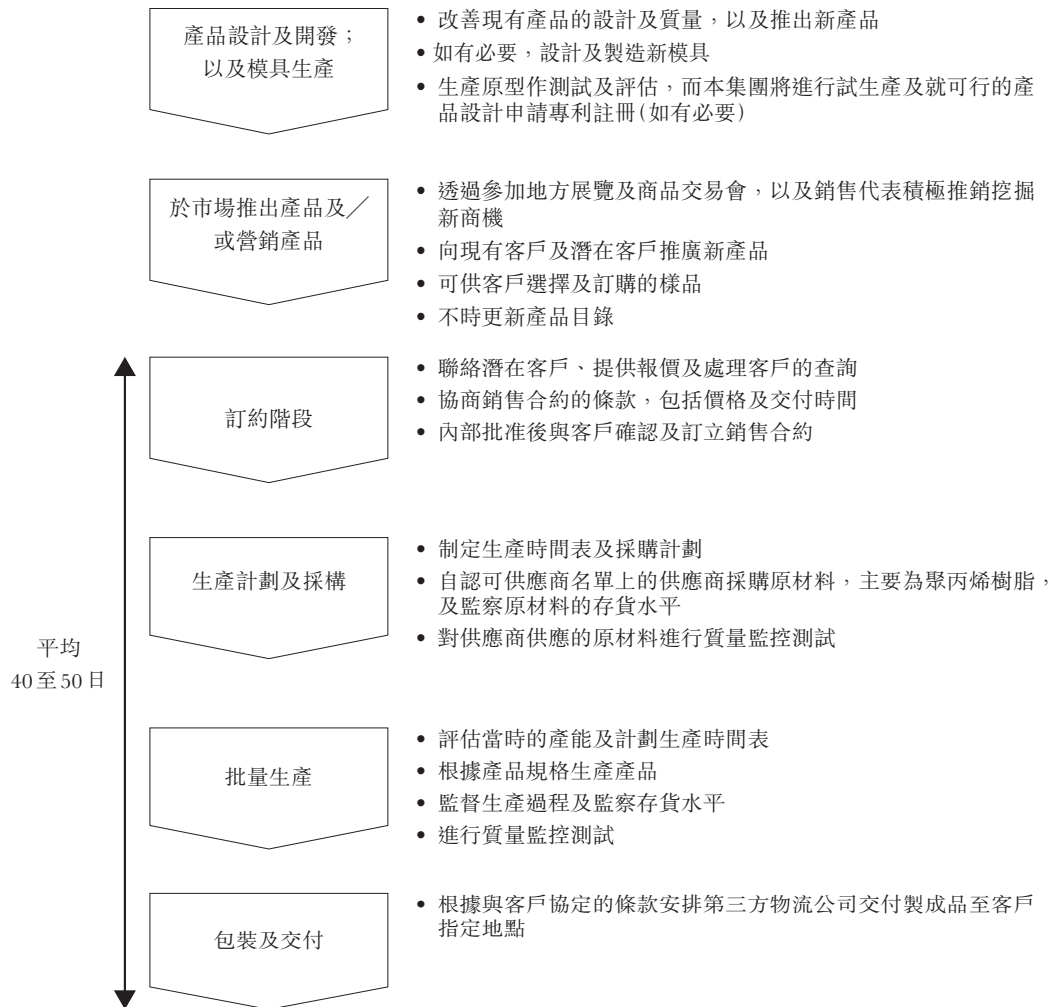 產品設計及開發；
以及模具生產
• 改善現有產品的設計及質量，以及推出新產品
• 如有必要，設計及製造新模具
• 生產原型作測試及評估，而本集團將進行試生產及就可行的產
品設計申請專利註冊(如有必要)
於市場推出產品及╱
或營銷產品
• 透過參加地方展覽及商品交易會，以及銷售代表積極推銷挖掘
新商機
• 向現有客戶及潛在客戶推廣新產品
• 可供客戶選擇及訂購的樣品
• 不時更新產品目錄
訂約階段
• 聯絡潛在客戶、提供報價及處理客戶的查詢
• 協商銷售合約的條款，包括價格及交付時間
• 內部批准後與客戶確認及訂立銷售合約
平均
40至50日
生產計劃及採構
• 制定生產時間表及採購計劃
• 自認可供應商名單上的供應商採購原材料，主要為聚丙烯樹脂，
及監察原材料的存貨水平
• 對供應商供應的原材料進行質量監控測試
批量生產
• 評估當時的產能及計劃生產時間表
• 根據產品規格生產產品
• 監督生產過程及監察存貨水平
• 進行質量監控測試
包裝及交付
• 根據與客戶協定的條款安排第三方物流公司交付製成品至客戶
指定地點